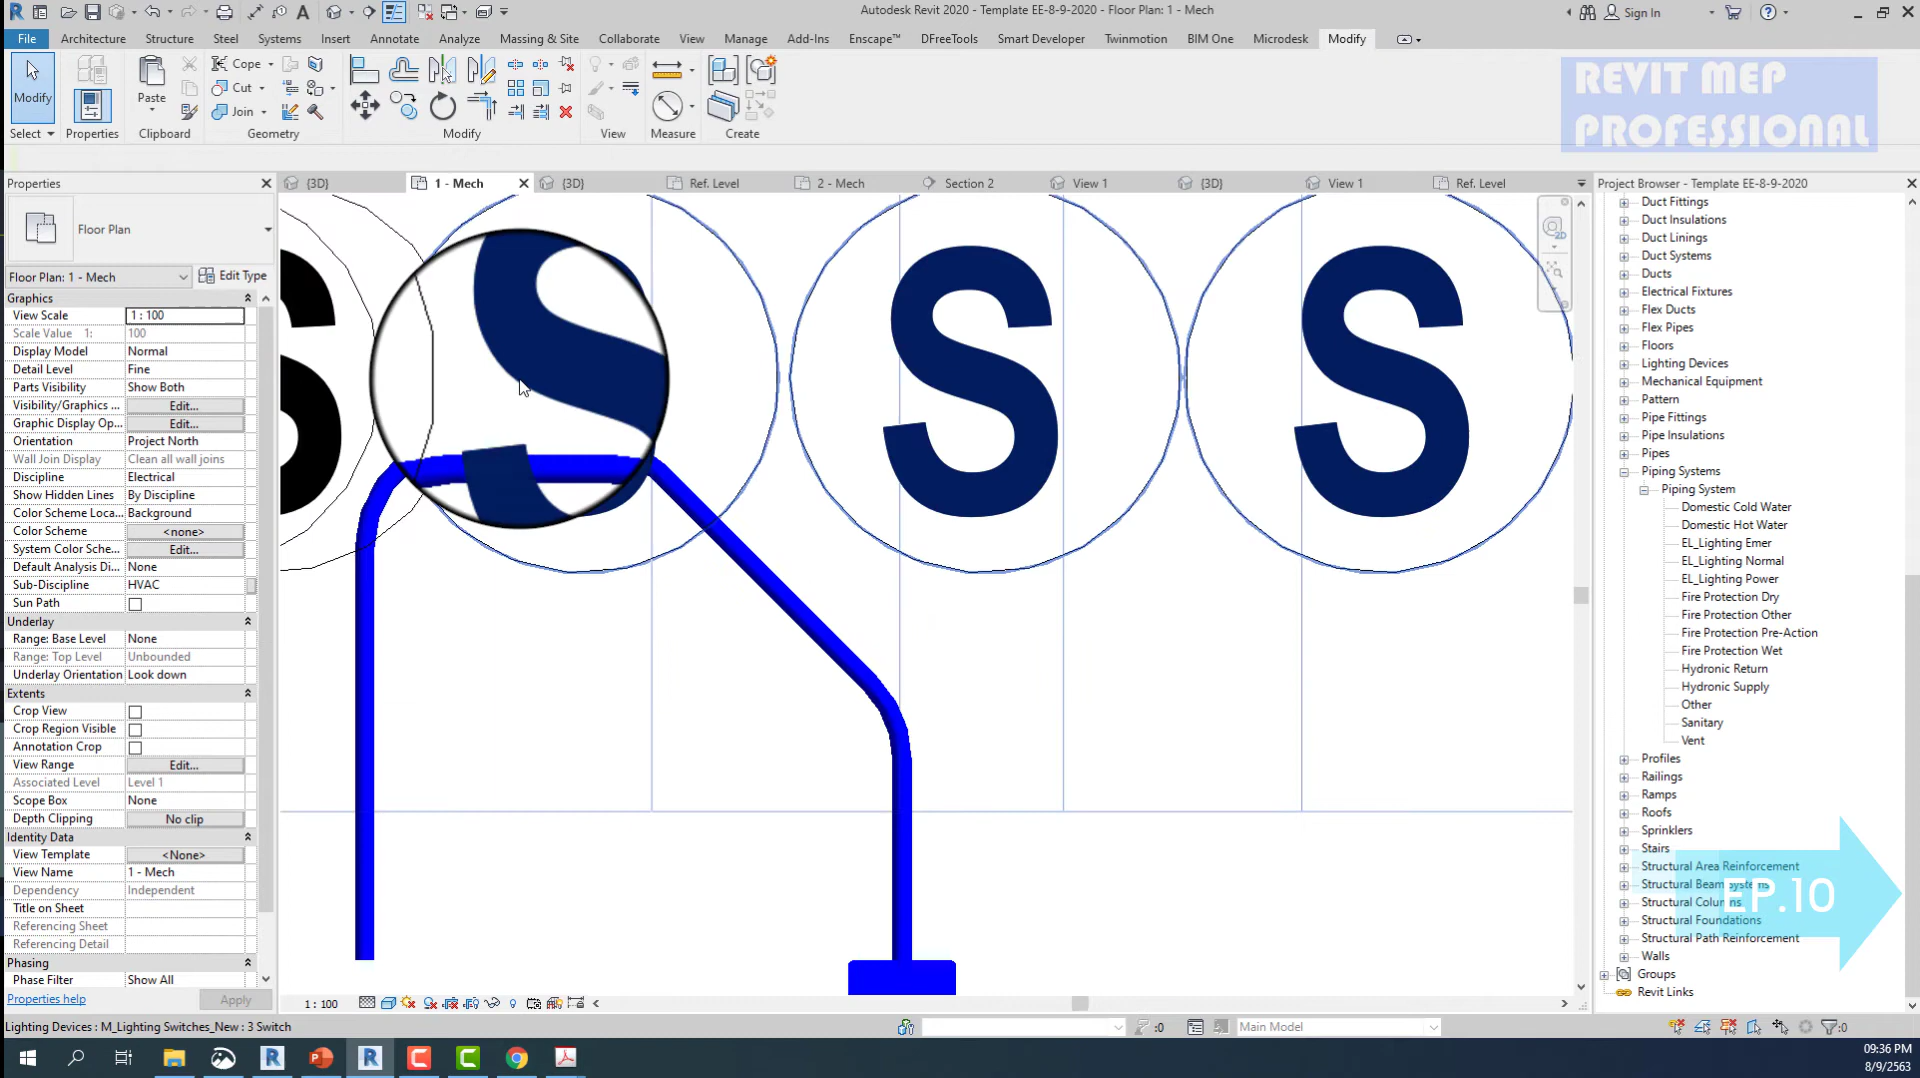 Autodesk Revit 2020 - Template EE-8-9-2020 - Floor Plan: 1 - Mech
Sign In
File Architecture Structure Steel Systems Insert Annotate Analyze Massing & Site Collaborate View Manage Add-Ins Enscape™ DFreeTools Smart Developer Twinmotion BIM One Microdesk Modify
Modify
Paste
Cope
Cut
Join
Select Properties Clipboard Geometry Modify View Measure Create
REVIT MEP
PROFESSIONAL
Properties
{3D} 1 - Mech {3D} Ref. Level 2 - Mech Section 2 View 1 {3D} View 1 Ref. Level
Project Browser - Template EE-8-9-2020
Floor Plan
Floor Plan: 1 - Mech Edit Type
Graphics
View Scale 1 : 100
Scale Value 1: 100
Display Model Normal
Detail Level Fine
Parts Visibility Show Both
Visibility/Graphics ... Edit...
Graphic Display Op... Edit...
Orientation Project North
Wall Join Display Clean all wall joins
Discipline Electrical
Show Hidden Lines By Discipline
Color Scheme Loca... Background
Color Scheme <none>
System Color Sche... Edit...
Default Analysis Di... None
Sub-Discipline HVAC
Sun Path
Underlay
Range: Base Level None
Range: Top Level Unbounded
Underlay Orientation Look down
Extents
Crop View
Crop Region Visible
Annotation Crop
View Range Edit...
Associated Level Level 1
Scope Box None
Depth Clipping No clip
Identity Data
View Template <None>
View Name 1 - Mech
Dependency Independent
Title on Sheet
Referencing Sheet
Referencing Detail
Phasing
Phase Filter Show All
Properties help Apply
S S S S
2D
Duct Fittings
Duct Insulations
Duct Linings
Duct Systems
Ducts
Electrical Fixtures
Flex Ducts
Flex Pipes
Floors
Lighting Devices
Mechanical Equipment
Pattern
Pipe Fittings
Pipe Insulations
Pipes
Piping Systems
Piping System
Domestic Cold Water
Domestic Hot Water
EL_Lighting Emer
EL_Lighting Normal
EL_Lighting Power
Fire Protection Dry
Fire Protection Other
Fire Protection Pre-Action
Fire Protection Wet
Hydronic Return
Hydronic Supply
Other
Sanitary
Vent
Profiles
Railings
Ramps
Roofs
Sprinklers
Stairs
Structural Area Reinforcement
Structural Beam Systems
Structural Columns
Structural Foundations
Structural Path Reinforcement
Walls
Groups
Revit Links
EP.10
1 : 100
Lighting Devices : M_Lighting Switches_New : 3 Switch
:0
Main Model
:0
09:36 PM
8/9/2563